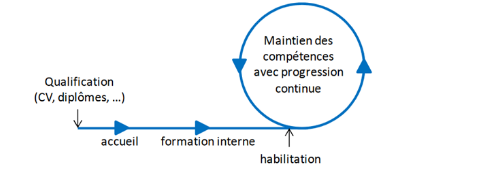 Maintien des
compétences
avec progression
continue
Qualification
(CV, diplômes, ...)
accueil
formation interne
habilitation